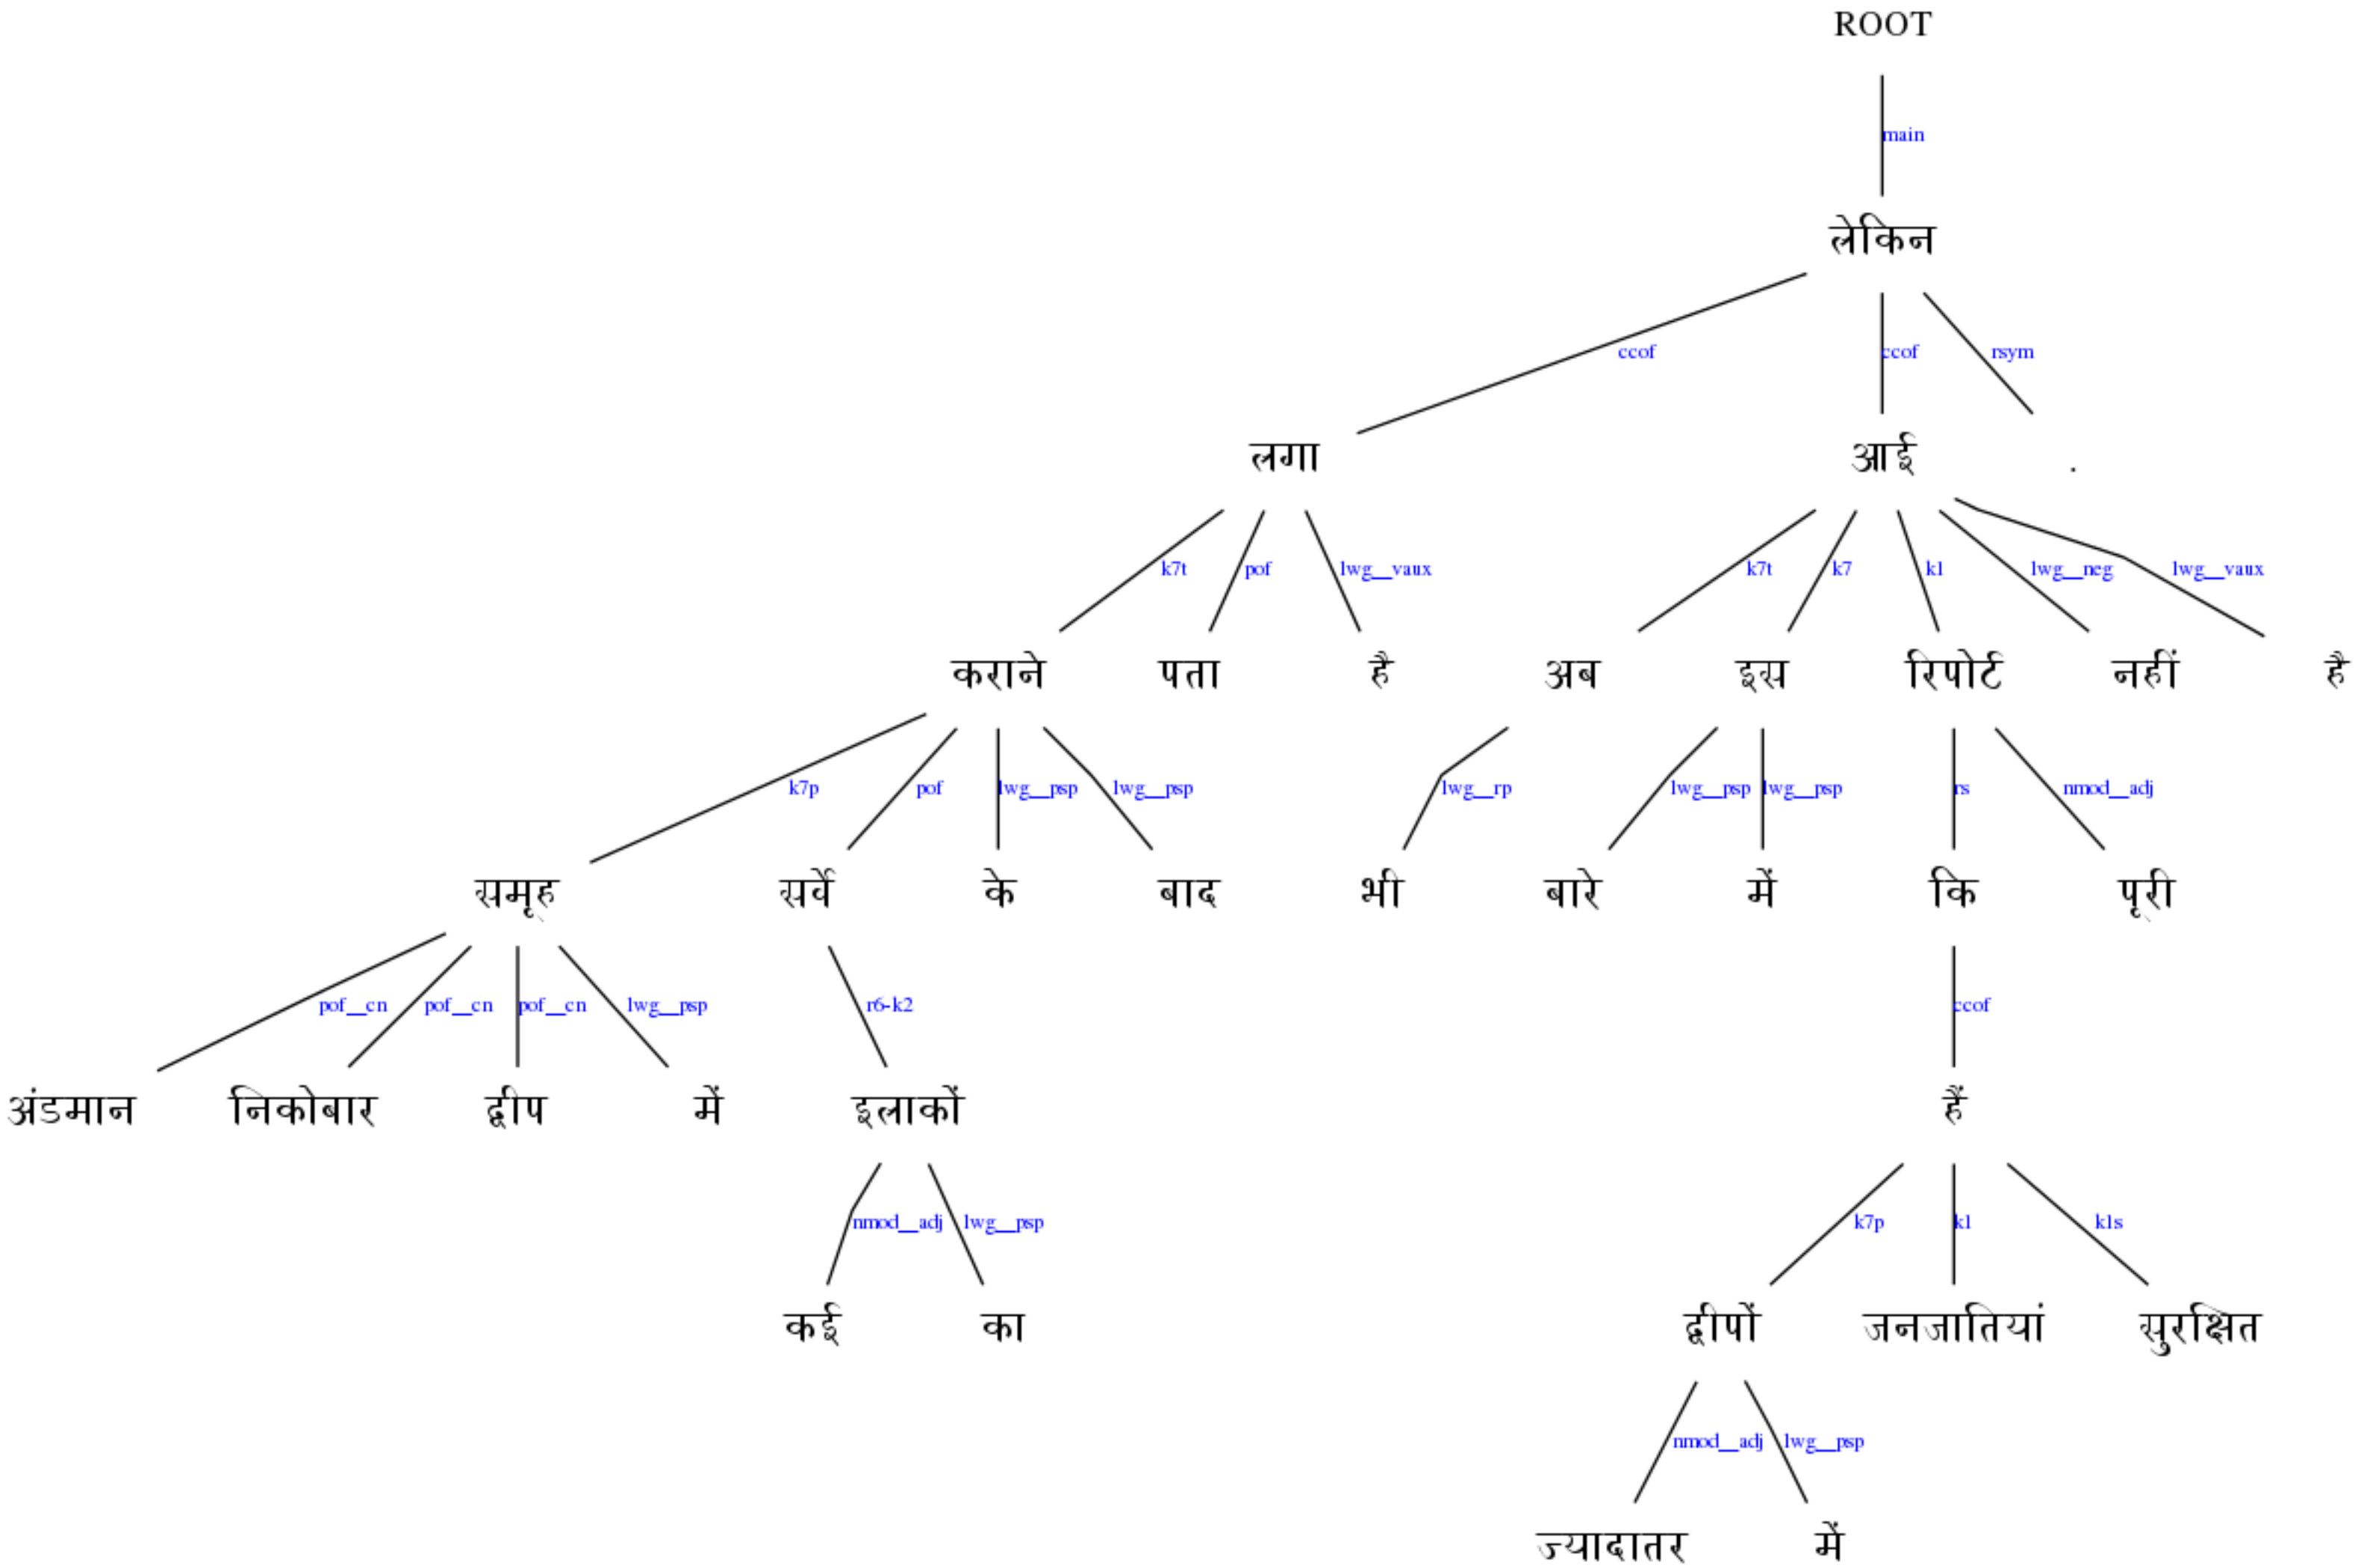 ROOT
main
लेकिन
ccof ccof rsym
लगा आई .
k7t pof lwg__vaux k7t k7 k1 lwg__neg lwg__vaux
कराने पता है अब इस रिपोर्ट नहीं है
k7p pof lwg__psp lwg__psp lwg__rp lwg__psp lwg__psp rs nmod__adj
समूह सर्वे के बाद भी बारे में कि पूरी
pof__cn pof__cn pof__cn lwg__psp r6-k2 ccof
अंडमान निकोबार द्वीप में इलाकों हैं
nmod__adj lwg__psp k7p k1 k1s
कई का द्वीपों जनजातियां सुरक्षित
nmod__adj lwg__psp
ज्यादातर में